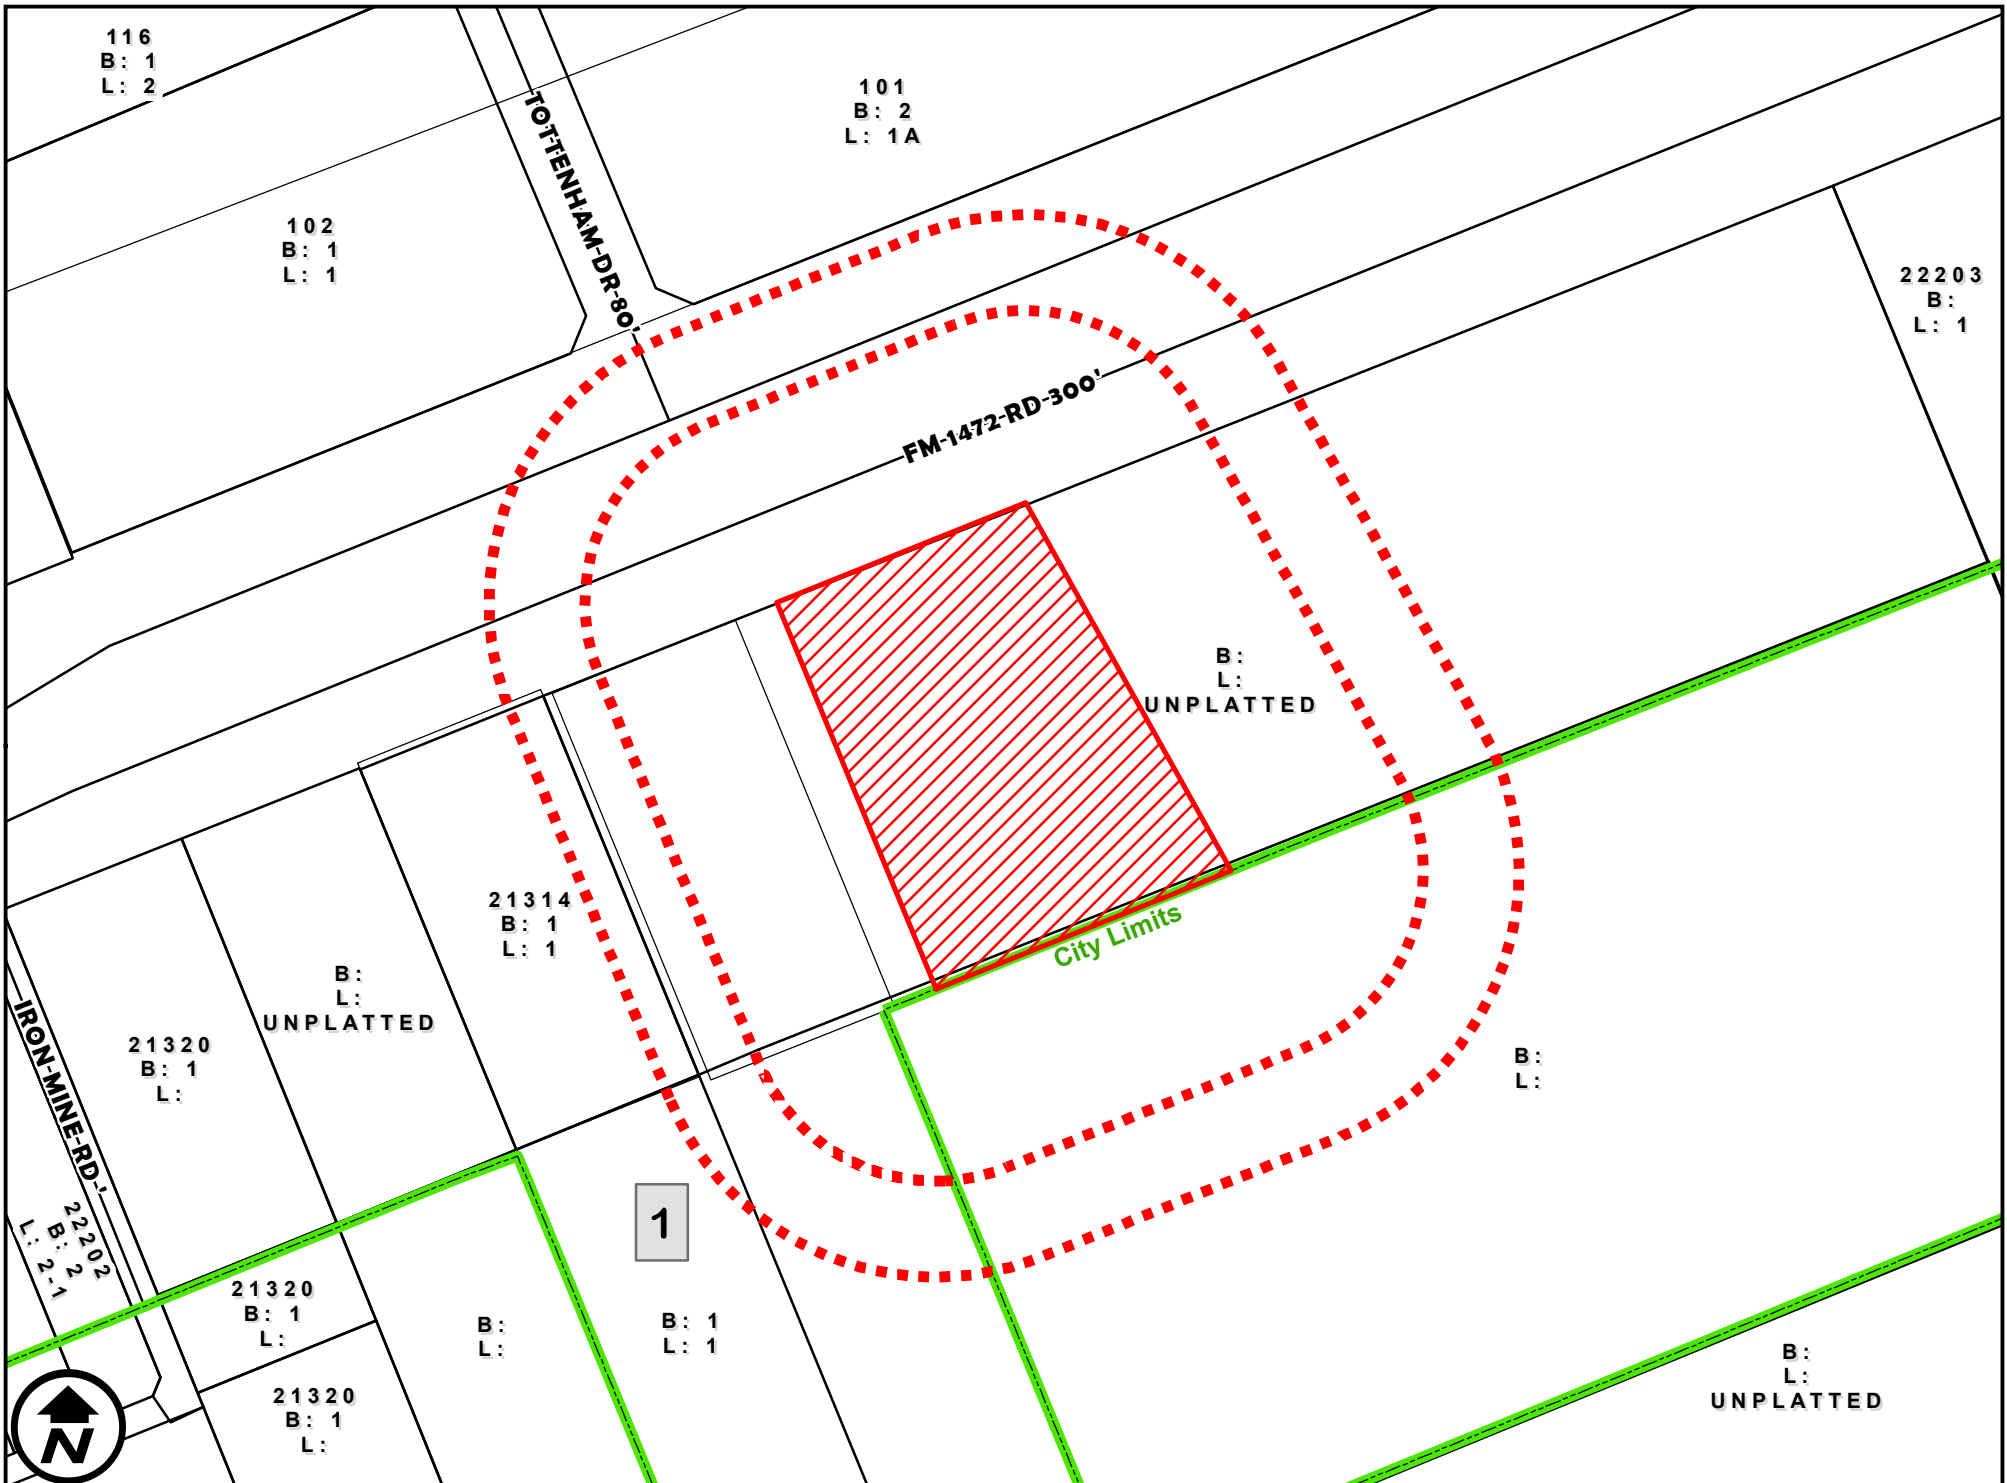 116
B: 1
L: 2
101
B: 2
L: 1A
TOTTENHAM-DR-80'
102
B: 1
L: 1
22203
B:
L: 1
FM-1472-RD-300'
B:
L:
UNPLATTED
21314
B: 1
L: 1
City Limits
B:
L:
UNPLATTED
21320
B: 1
L:
IRON-MINE-RD-'
B:
L:
22202
B: 2
L: 2-1
1
21320
B: 1
L:
B:
L:
B: 1
L: 1
B:
L:
UNPLATTED
21320
B: 1
L:
N